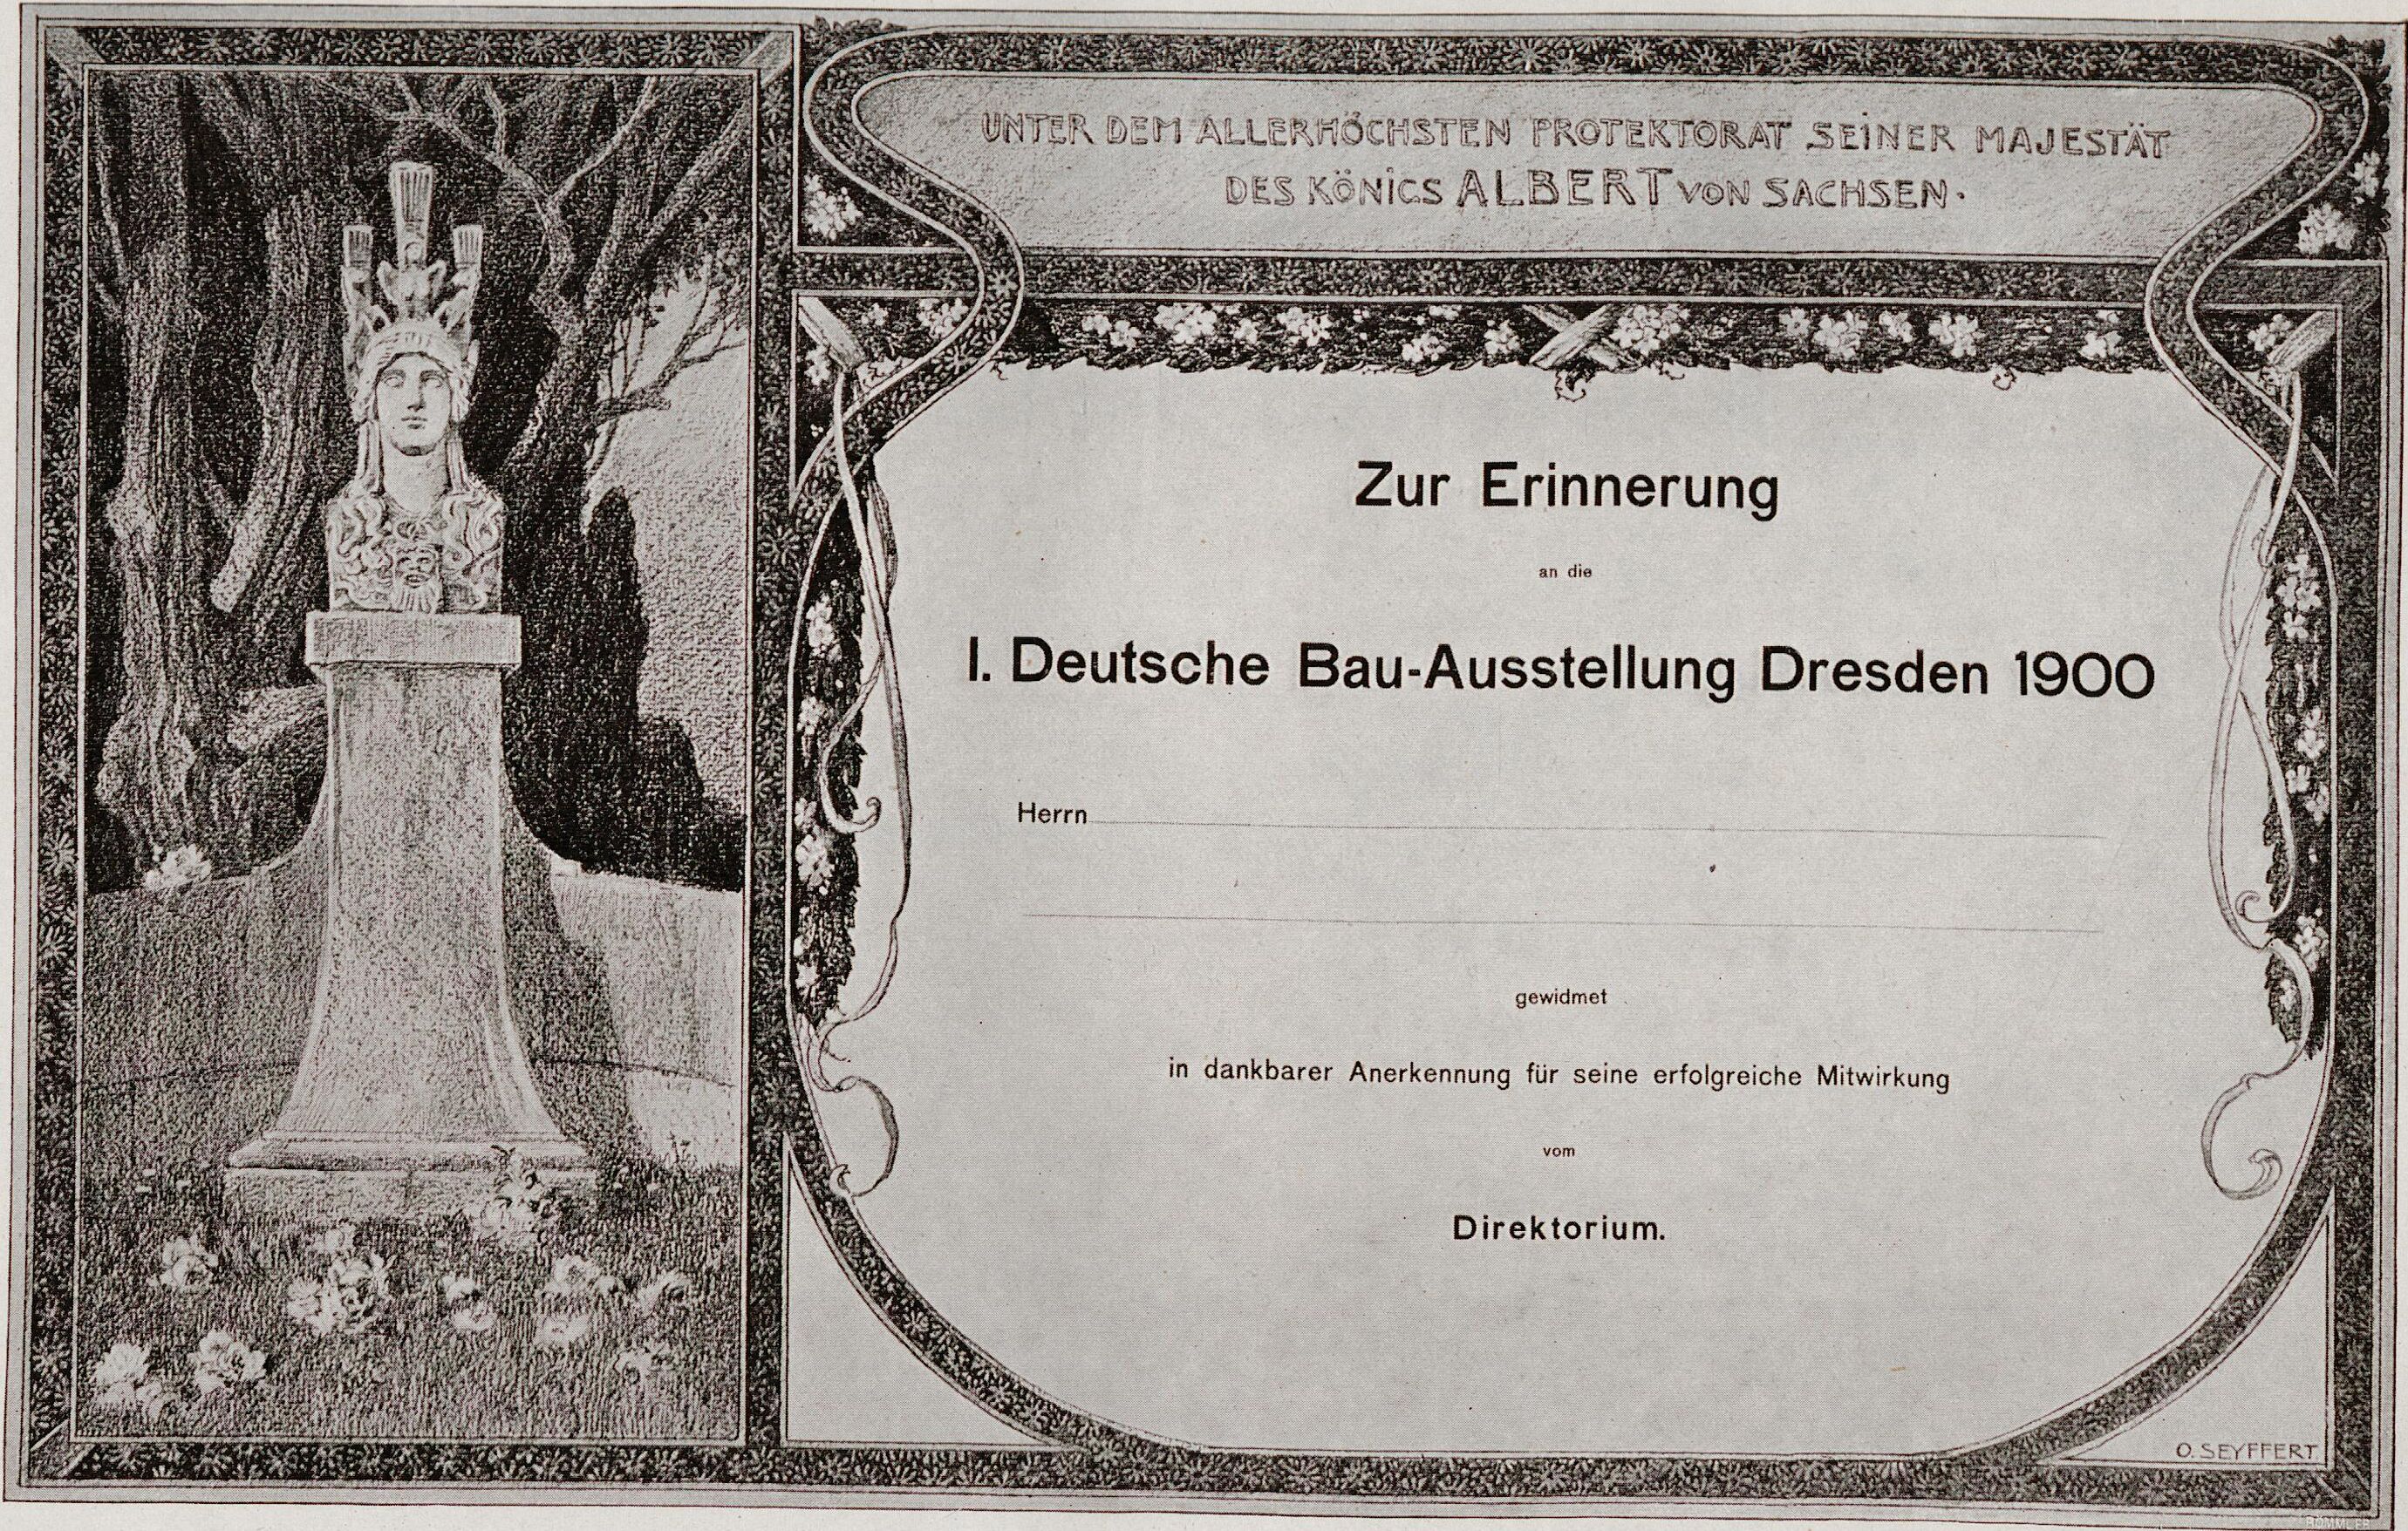 UNTER DEM ALLERHÖCHSTEN PROTEKTORAT SEINER MAJESTÄT
DES KÖNIGS ALBERT VON SACHSEN.
Zur Erinnerung
an die
I. Deutsche Bau-Ausstellung Dresden 1900
Herrn
gewidmet
in dankbarer Anerkennung für seine erfolgreiche Mitwirkung
vom
Direktorium.
O. SEYFFERT
RÖMMLER